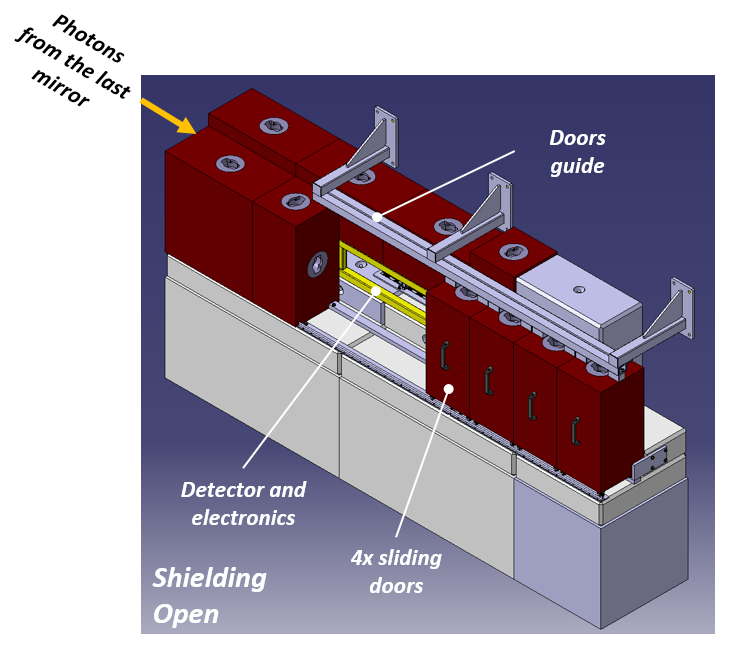 Photons
from the last
mirror
Doors
guide
Detector and
electronics
4x sliding
doors
Shielding
Open